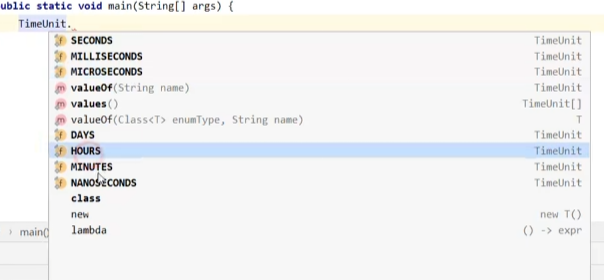 ublic static void main(String[] args) {
TimeUnit.
SECONDS TimeUnit
MILLISECONDS TimeUnit
MICROSECONDS TimeUnit
valueOf(String name) TimeUnit
values() TimeUnit[]
valueOf(Class<T> enumType, String name) T
DAYS TimeUnit
HOURS TimeUnit
MINUTES TimeUnit
NANOSECONDS TimeUnit
class
new new T()
lambda () -> expr
main()